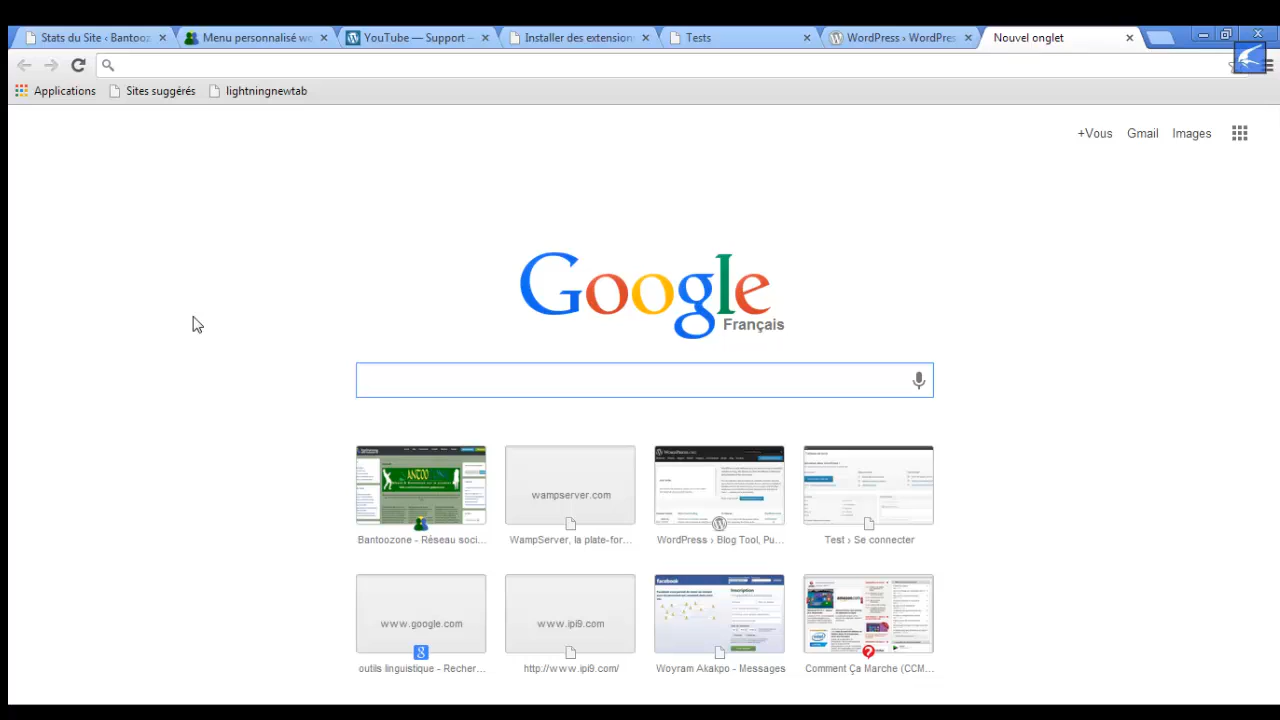 Stats du Site ‹ Bantooz
Menu personnalisé wo
YouTube — Support –
Installer des extension
Tests
WordPress › WordPres
Nouvel onglet
Applications
Sites suggérés
lightningnewtab
+Vous
Gmail
Images
Google
Français
wampserver.com
Bantoozone - Réseau soci...
WampServer, la plate-for...
WordPress › Blog Tool, Pu...
Test › Se connecter
www.google.com
www.ipi9.com
facebook
Inscription
outils linguistique - Recher...
http://www.ipi9.com/
Woyram Akakpo - Messages
Comment Ça Marche (CCM...